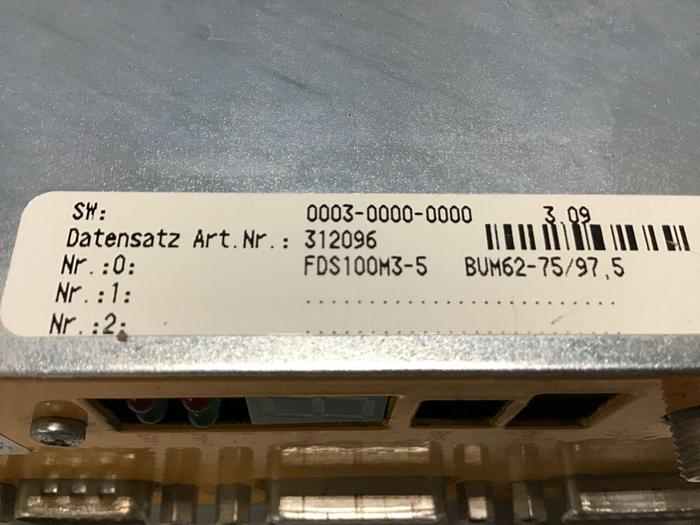 SW: 0003-0000-0000 3.09
Datensatz Art.Nr.: 312096
Nr.:0: FDS100M3-5 BUM62-75/97,5
Nr.:1: ..............................
Nr.:2: ..............................